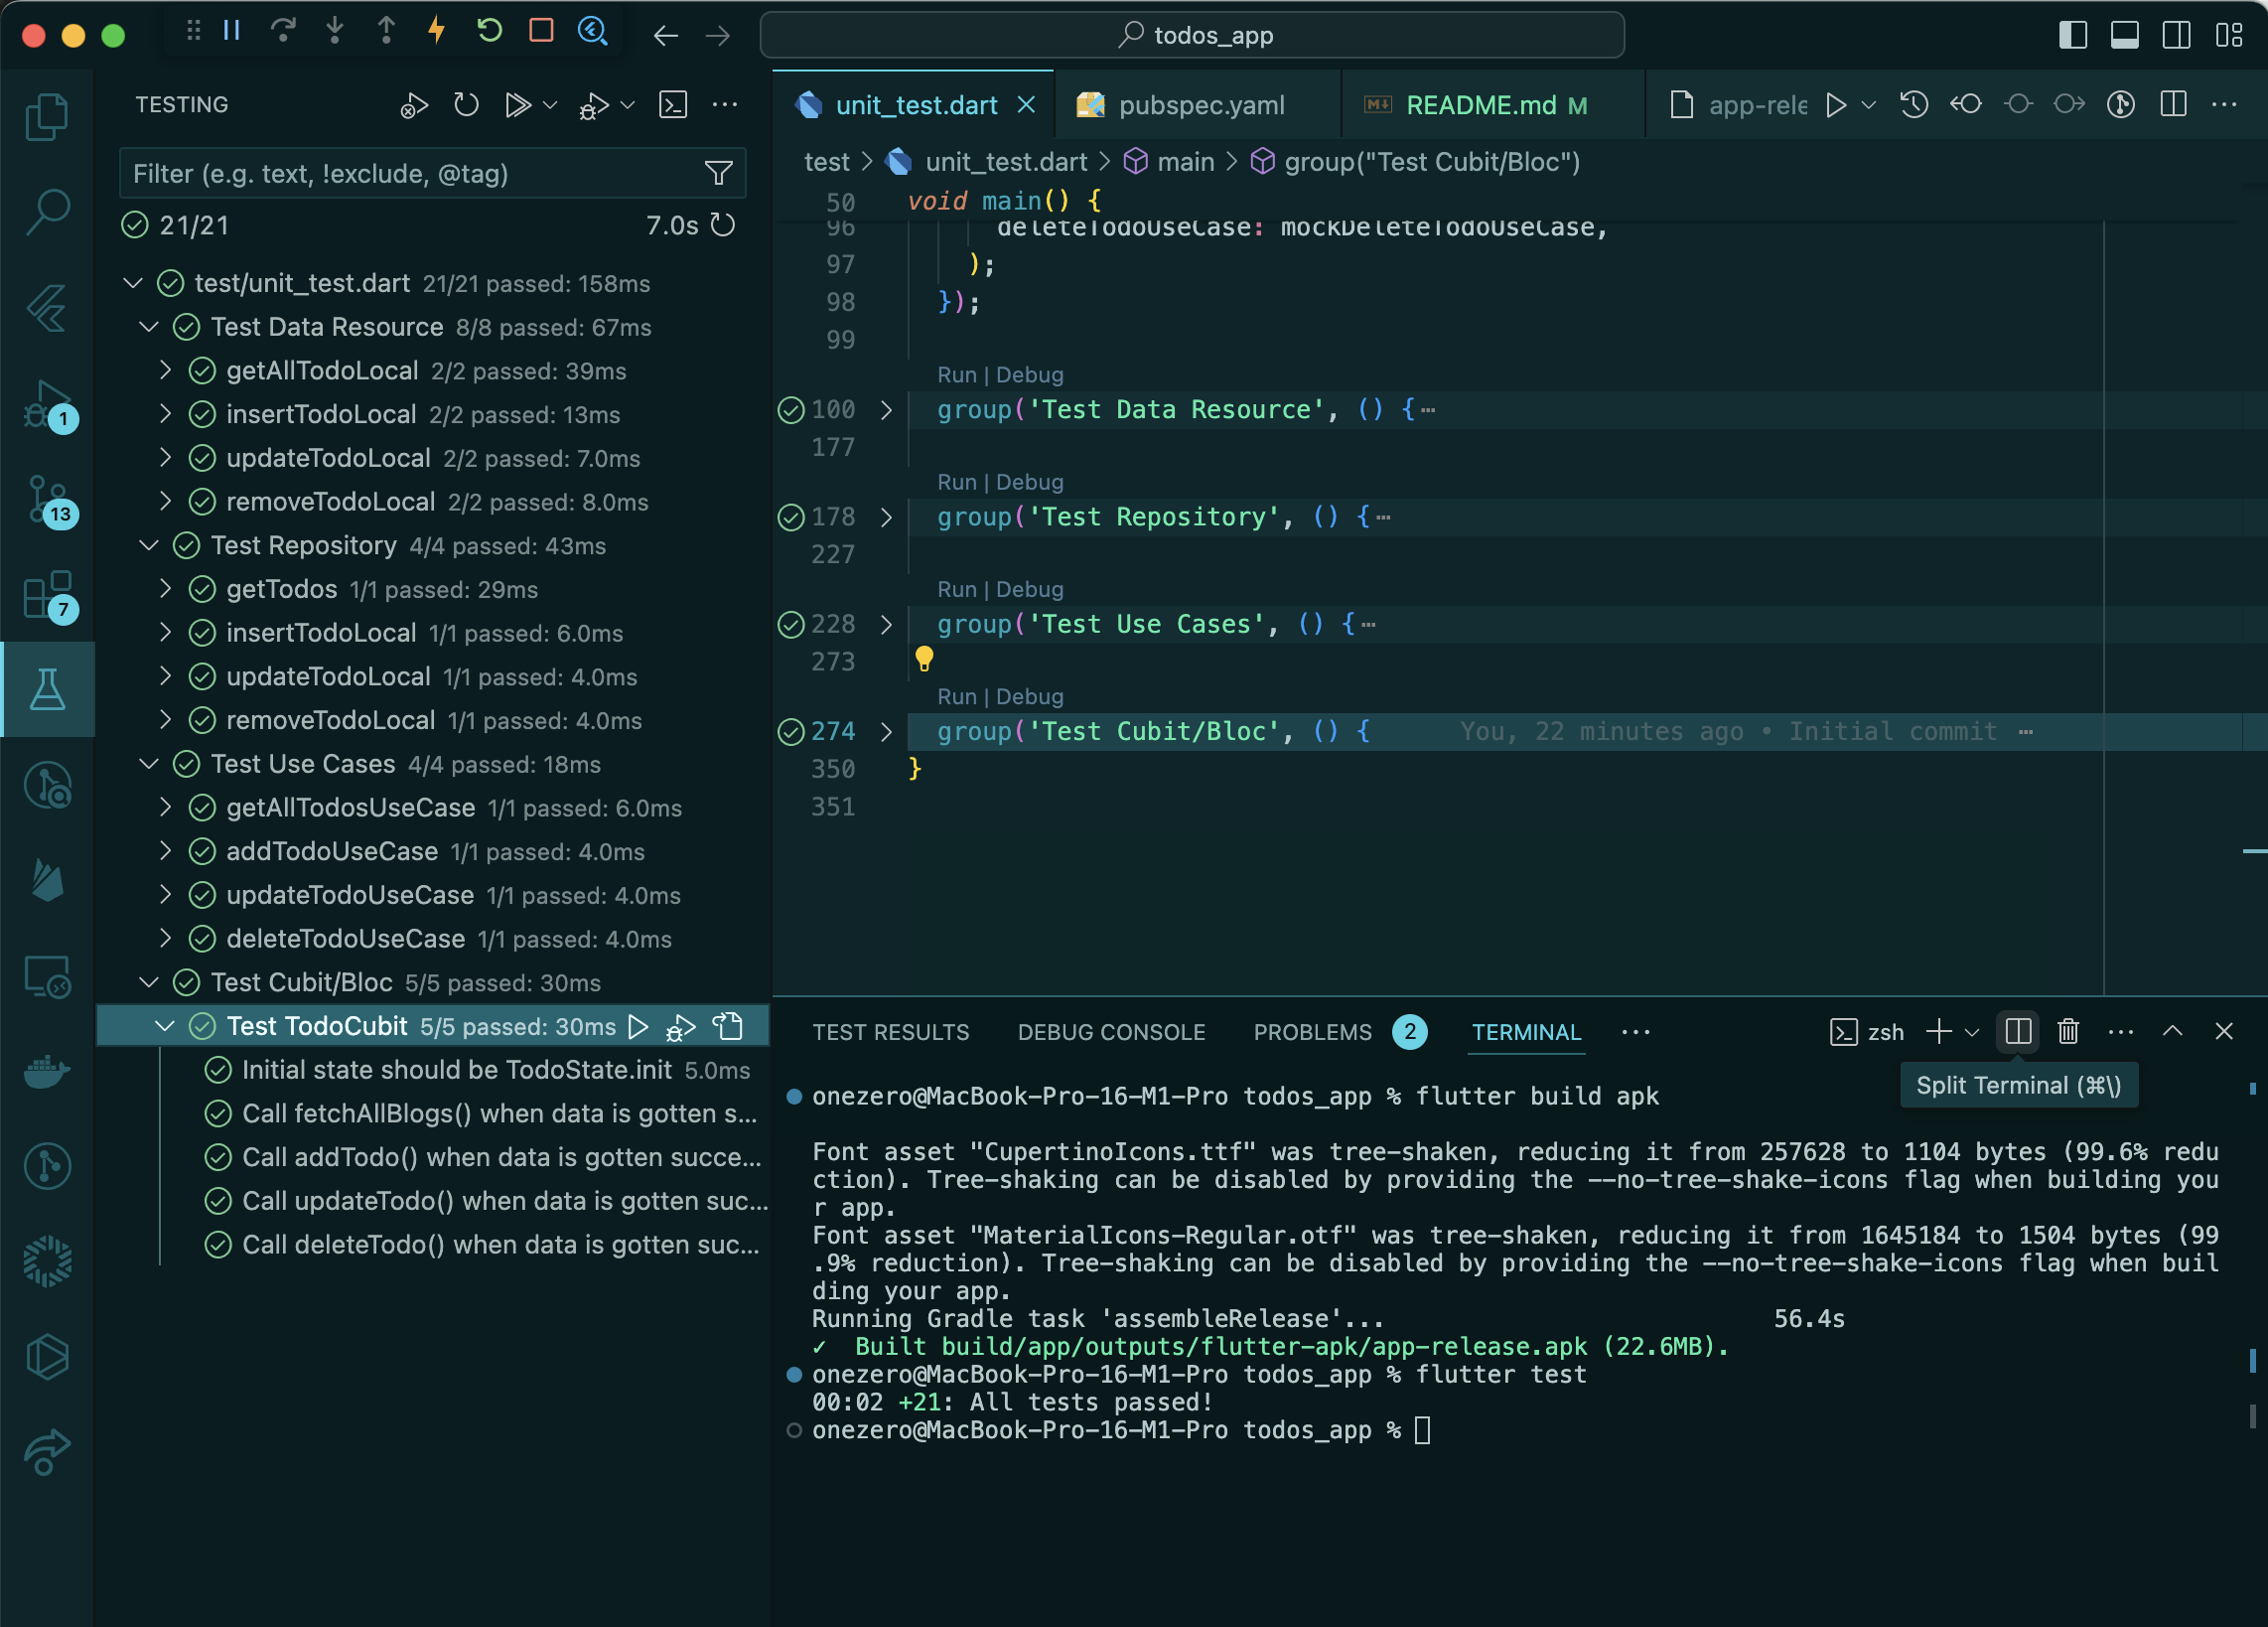 todos_app
TESTING
Filter (e.g. text, !exclude, @tag)
21/21 7.0s
test/unit_test.dart 21/21 passed: 158ms
Test Data Resource 8/8 passed: 67ms
getAllTodoLocal 2/2 passed: 39ms
insertTodoLocal 2/2 passed: 13ms
updateTodoLocal 2/2 passed: 7.0ms
removeTodoLocal 2/2 passed: 8.0ms
Test Repository 4/4 passed: 43ms
getTodos 1/1 passed: 29ms
insertTodoLocal 1/1 passed: 6.0ms
updateTodoLocal 1/1 passed: 4.0ms
removeTodoLocal 1/1 passed: 4.0ms
Test Use Cases 4/4 passed: 18ms
getAllTodosUseCase 1/1 passed: 6.0ms
addTodoUseCase 1/1 passed: 4.0ms
updateTodoUseCase 1/1 passed: 4.0ms
deleteTodoUseCase 1/1 passed: 4.0ms
Test Cubit/Bloc 5/5 passed: 30ms
Test TodoCubit 5/5 passed: 30ms
Initial state should be TodoState.init 5.0ms
Call fetchAllBlogs() when data is gotten s...
Call addTodo() when data is gotten succe...
Call updateTodo() when data is gotten suc...
Call deleteTodo() when data is gotten suc...
1
13
7
unit_test.dart pubspec.yaml README.md M app-rele
test > unit_test.dart > main > group("Test Cubit/Bloc")
50 void main() {
96 deleteTodoUseCase: mockDeleteTodoUseCase,
97 );
98 });
99
Run | Debug
100 group('Test Data Resource', () {…
177
Run | Debug
178 group('Test Repository', () {…
227
Run | Debug
228 group('Test Use Cases', () {…
273
Run | Debug
274 group('Test Cubit/Bloc', () { You, 22 minutes ago • Initial commit …
350 }
351
TEST RESULTS DEBUG CONSOLE PROBLEMS 2 TERMINAL ... zsh
Split Terminal (⌘\)
onezero@MacBook-Pro-16-M1-Pro todos_app % flutter build apk
Font asset "CupertinoIcons.ttf" was tree-shaken, reducing it from 257628 to 1104 bytes (99.6% redu
ction). Tree-shaking can be disabled by providing the --no-tree-shake-icons flag when building you
r app.
Font asset "MaterialIcons-Regular.otf" was tree-shaken, reducing it from 1645184 to 1504 bytes (99
.9% reduction). Tree-shaking can be disabled by providing the --no-tree-shake-icons flag when buil
ding your app.
Running Gradle task 'assembleRelease'... 56.4s
✓ Built build/app/outputs/flutter-apk/app-release.apk (22.6MB).
onezero@MacBook-Pro-16-M1-Pro todos_app % flutter test
00:02 +21: All tests passed!
onezero@MacBook-Pro-16-M1-Pro todos_app %